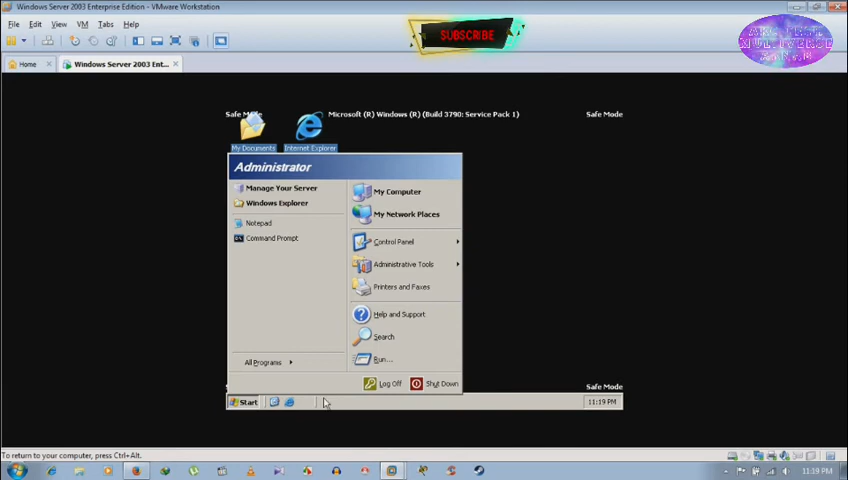 Windows Server 2003 Enterprise Edition - VMware Workstation
File Edit View VM Tabs Help
SUBSCRIBE
MULTIVERSE
Home
Windows Server 2003 Ent...
Safe M
Microsoft (R) Windows (R) (Build 3790: Service Pack 1)
Safe Mode
My Documents
Internet Explorer
Administrator
Manage Your Server
Windows Explorer
Notepad
Command Prompt
All Programs
My Computer
My Network Places
Control Panel
Administrative Tools
Printers and Faxes
Help and Support
Search
Run...
Log Off
Shut Down
Safe Mode
Start
11:19 PM
To return to your computer, press Ctrl+Alt.
11:19 PM